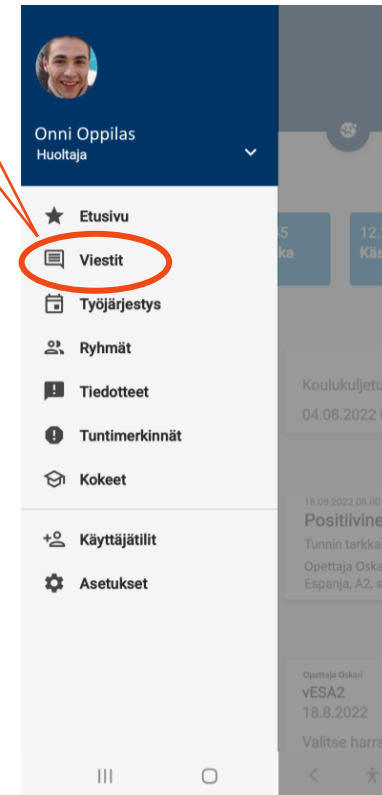 Onni Oppilas
Huoltaja
Etusivu
Viestit
Työjärjestys
Ryhmät
Tiedotteet
Tuntimerkinnät
Kokeet
Käyttäjätilit
Asetukset
Koulukuljetu
04.08.2022
18.08.2022 08.00
Positiivine
Tunnin tarkka
Opettaja Oska
Espanja, A2, s
Opettaja Oskari
vESA2
18.8.2022
Valitse harra